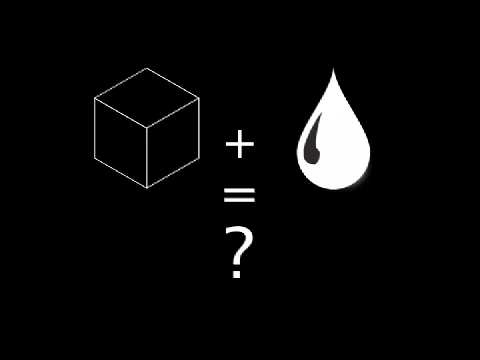 +
=
?